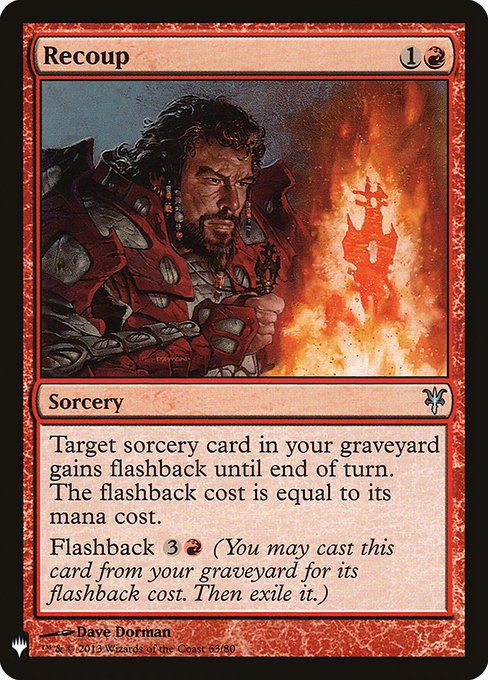 Recoup 1
Sorcery
Target sorcery card in your graveyard
gains flashback until end of turn.
The flashback cost is equal to its
mana cost.
Flashback 3 (You may cast this
card from your graveyard for its
flashback cost. Then exile it.)
Dave Dorman
™ & © 2013 Wizards of the Coast 63/80